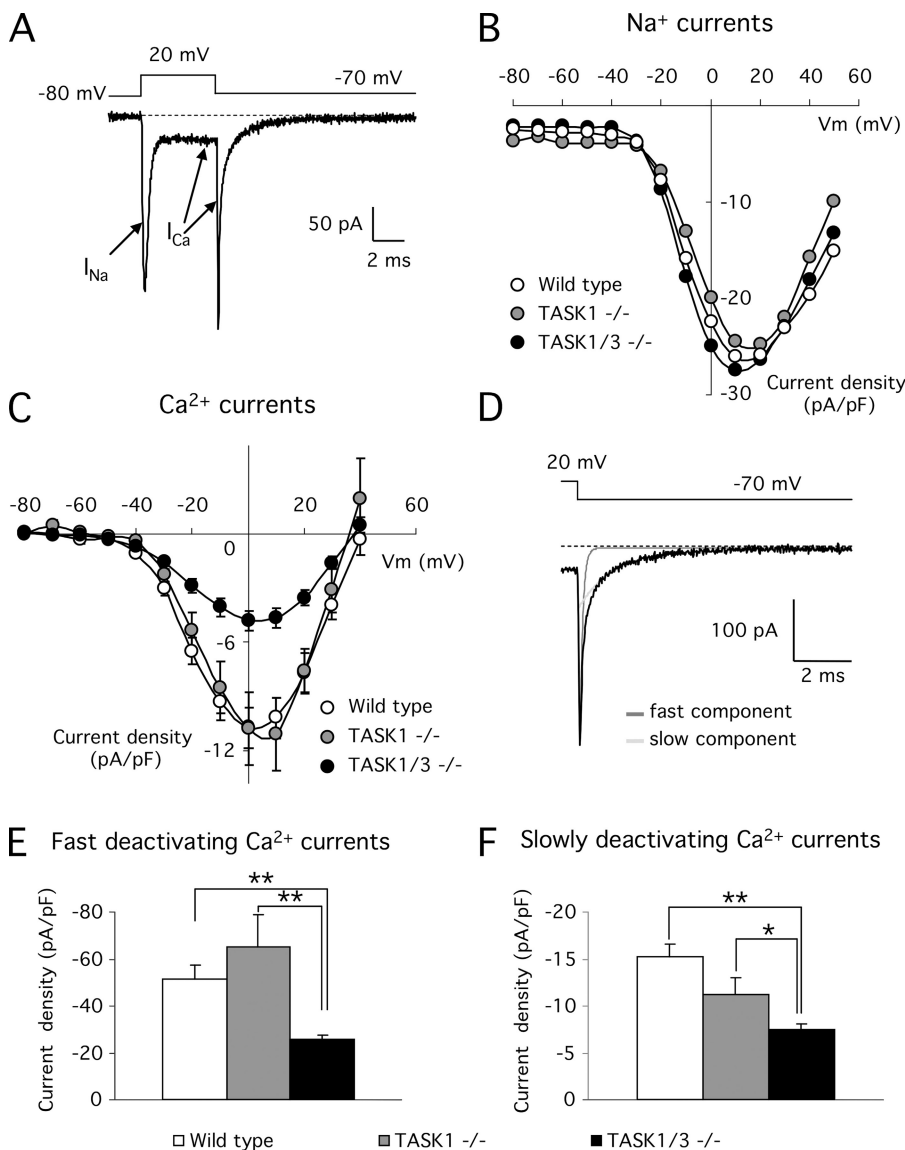 A
20 mV
-80 mV
-70 mV
I_Na
I_Ca
50 pA
2 ms
B
Na⁺ currents
-80 -60 -40 -20 0 20 40 60
Vm (mV)
-10
-20
-30
Wild type
TASK1 -/-
TASK1/3 -/-
Current density
(pA/pF)
C
Ca²⁺ currents
-80 -60 -40 -20 20 40 60
0
Vm (mV)
-6
-12
Current density
(pA/pF)
Wild type
TASK1 -/-
TASK1/3 -/-
D
20 mV
-70 mV
100 pA
2 ms
fast component
slow component
E Fast deactivating Ca²⁺ currents
Current density (pA/pF)
-80
-60
-40
-20
0
**
**
F Slowly deactivating Ca²⁺ currents
Current density (pA/pF)
-20
-15
-10
-5
0
**
*
Wild type TASK1 -/- TASK1/3 -/-